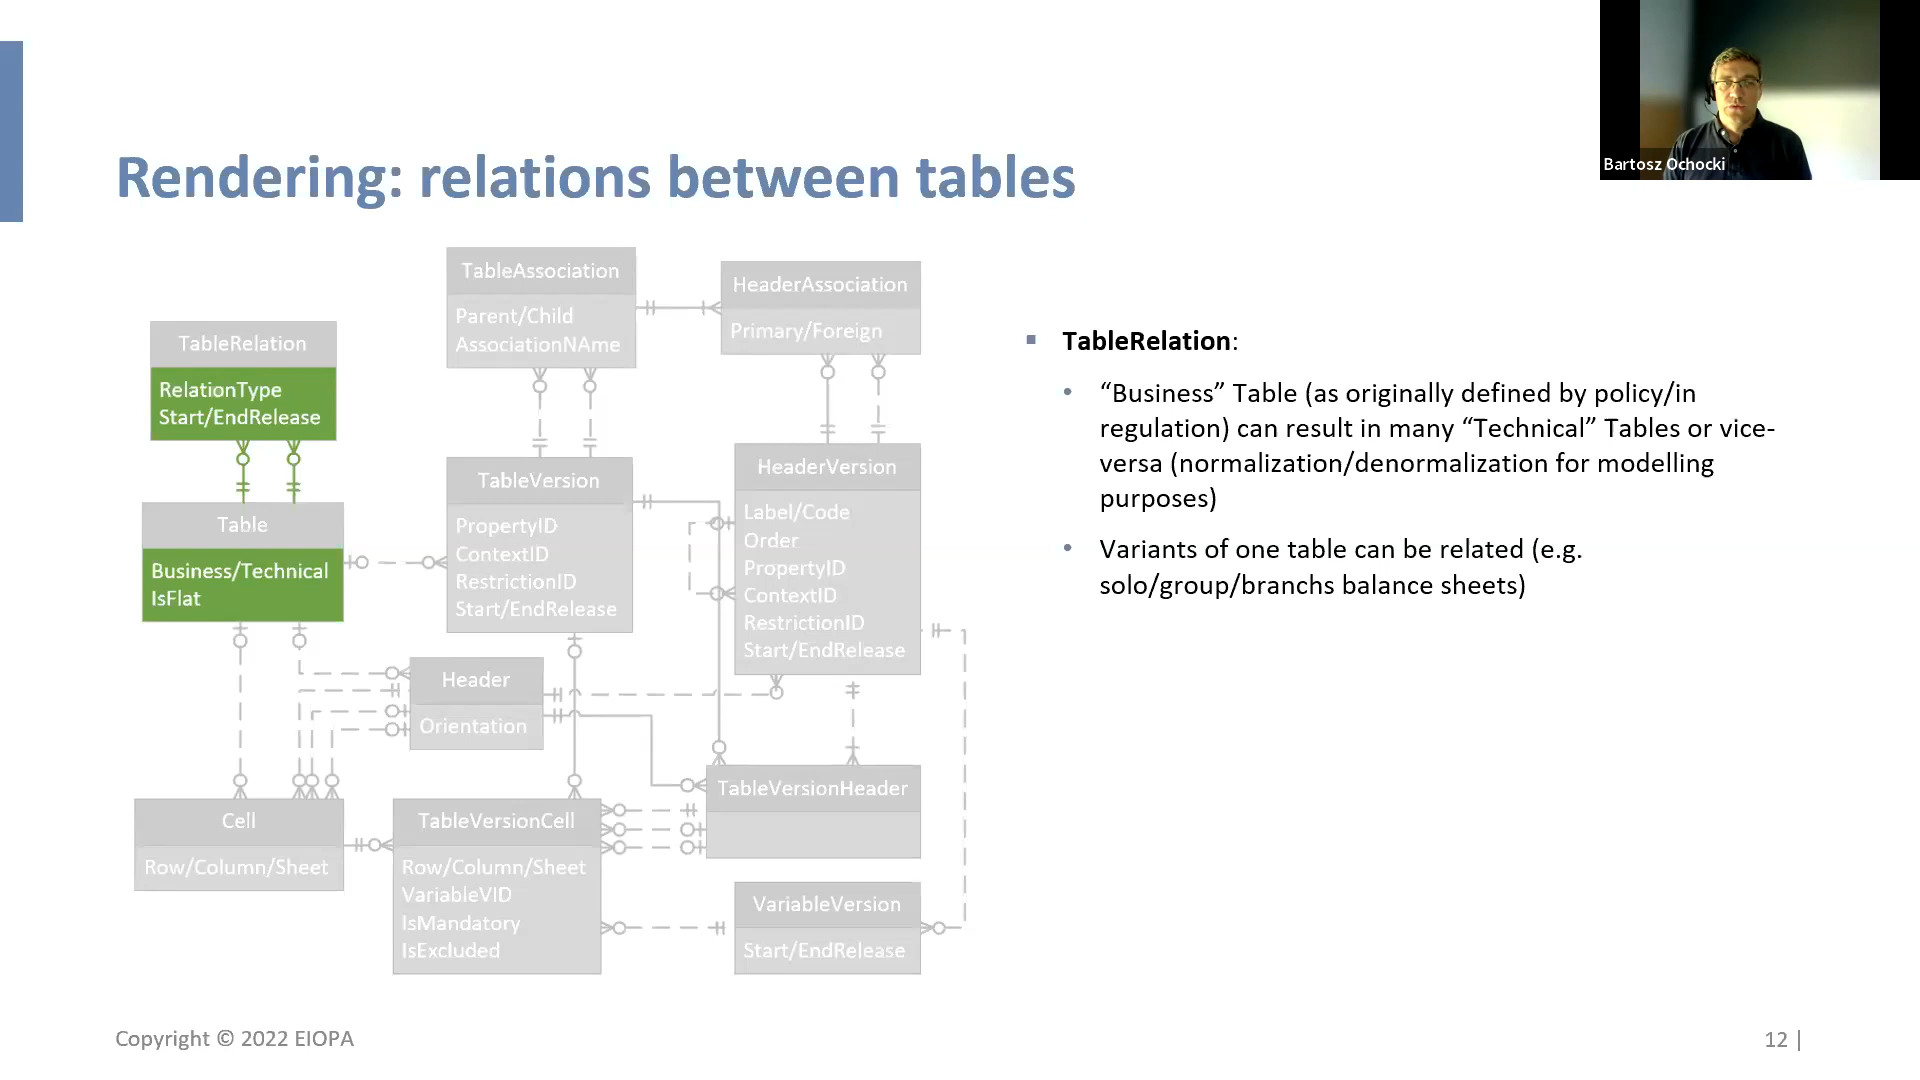 Bartosz Ochocki
Rendering: relations between tables
TableAssociation
Parent/Child
AssociationNAme
HeaderAssociation
Primary/Foreign
TableRelation
RelationType
Start/EndRelease
Table
Business/Technical
IsFlat
TableVersion
PropertyID
ContextID
RestrictionID
Start/EndRelease
HeaderVersion
Label/Code
Order
PropertyID
ContextID
RestrictionID
Start/EndRelease
Header
Orientation
TableVersionHeader
Cell
Row/Column/Sheet
TableVersionCell
Row/Column/Sheet
VariableVID
IsMandatory
IsExcluded
VariableVersion
Start/EndRelease
▪ TableRelation:
• “Business” Table (as originally defined by policy/in
regulation) can result in many “Technical” Tables or vice-
versa (normalization/denormalization for modelling
purposes)
• Variants of one table can be related (e.g.
solo/group/branchs balance sheets)
Copyright © 2022 EIOPA
12 |